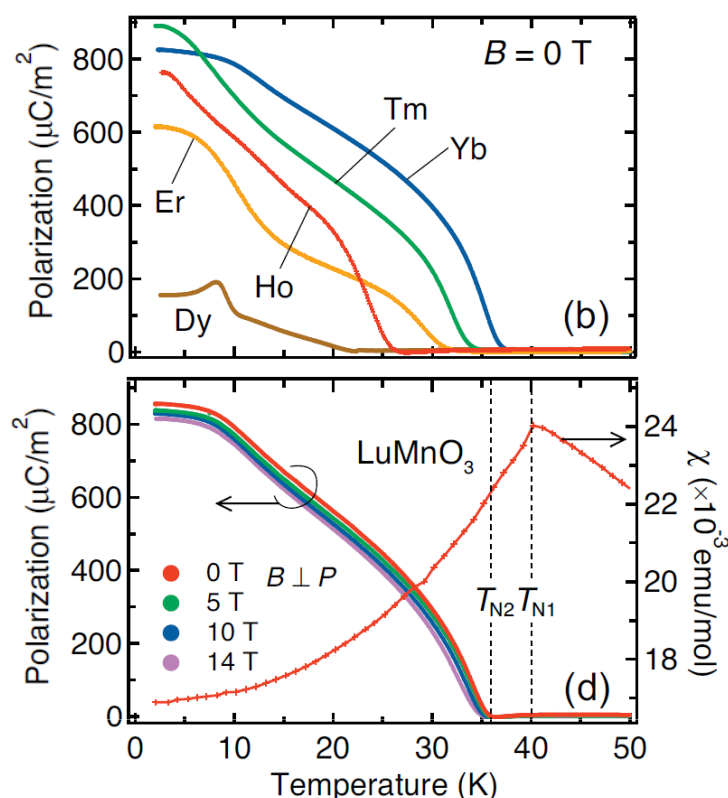 800
600
400
200
0
Polarization (μC/m²)
B = 0 T
Tm
Yb
Er
Ho
Dy
(b)
800
600
400
200
0
Polarization (μC/m²)
LuMnO₃
B ⊥ P
0 T
5 T
10 T
14 T
T_N2 T_N1
(d)
24
22
20
18
χ (×10⁻³ emu/mol)
0 10 20 30 40 50
Temperature (K)